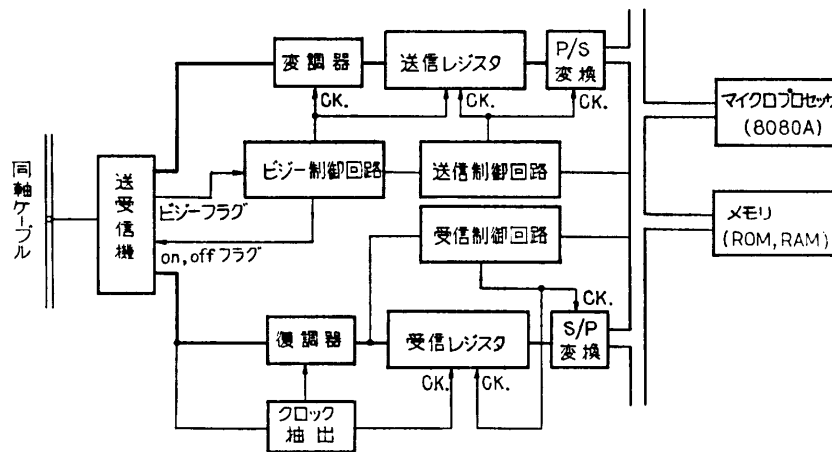 変調器
送信レジスタ
P/S
変換
CK.
CK.
CK.
CK.
マイクロプロセッサ
(8080A)
同軸ケーブル
送受信機
ビジー制御回路
送信制御回路
ビジーフラグ
on, off フラグ
受信制御回路
メモリ
(ROM, RAM)
CK.
復調器
受信レジスタ
S/P
変換
CK.
CK.
クロック
抽出